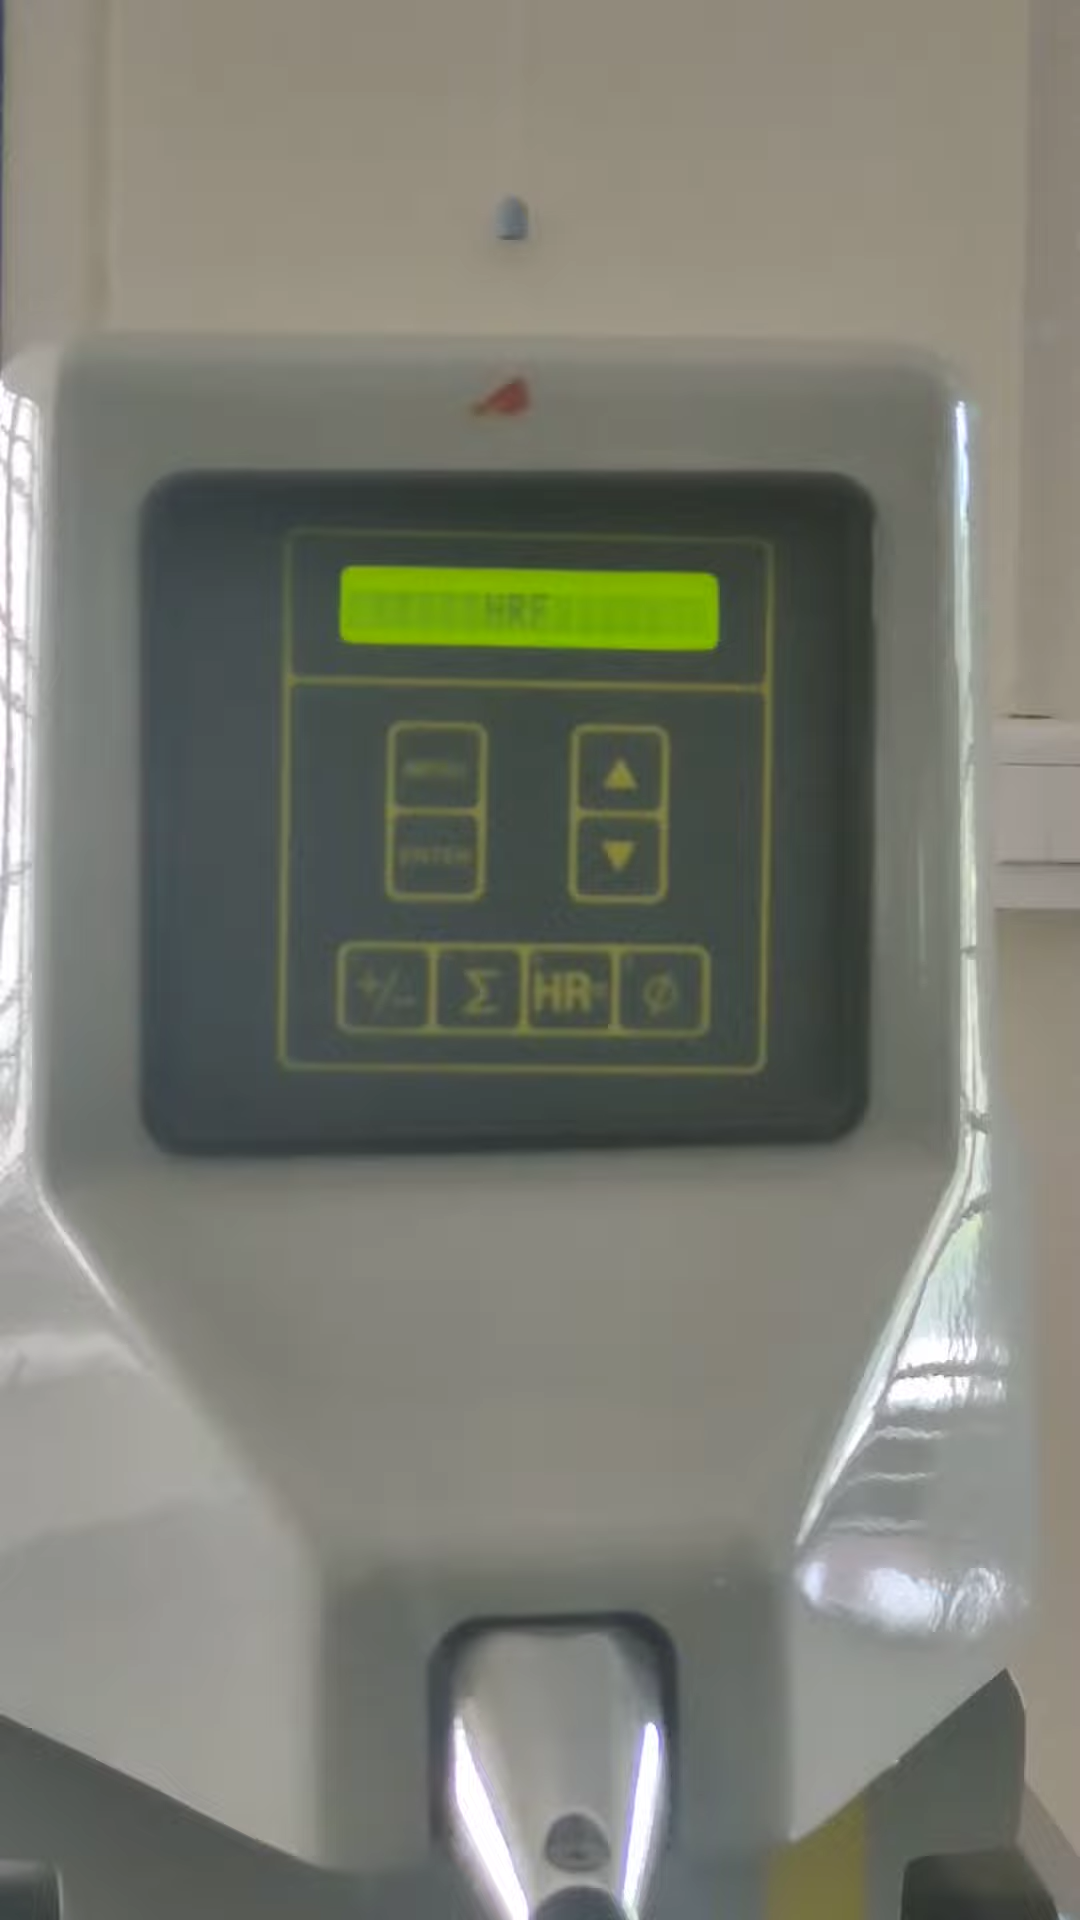 HRF
MENU
ENTER
+/-
Σ
HR=
Ø